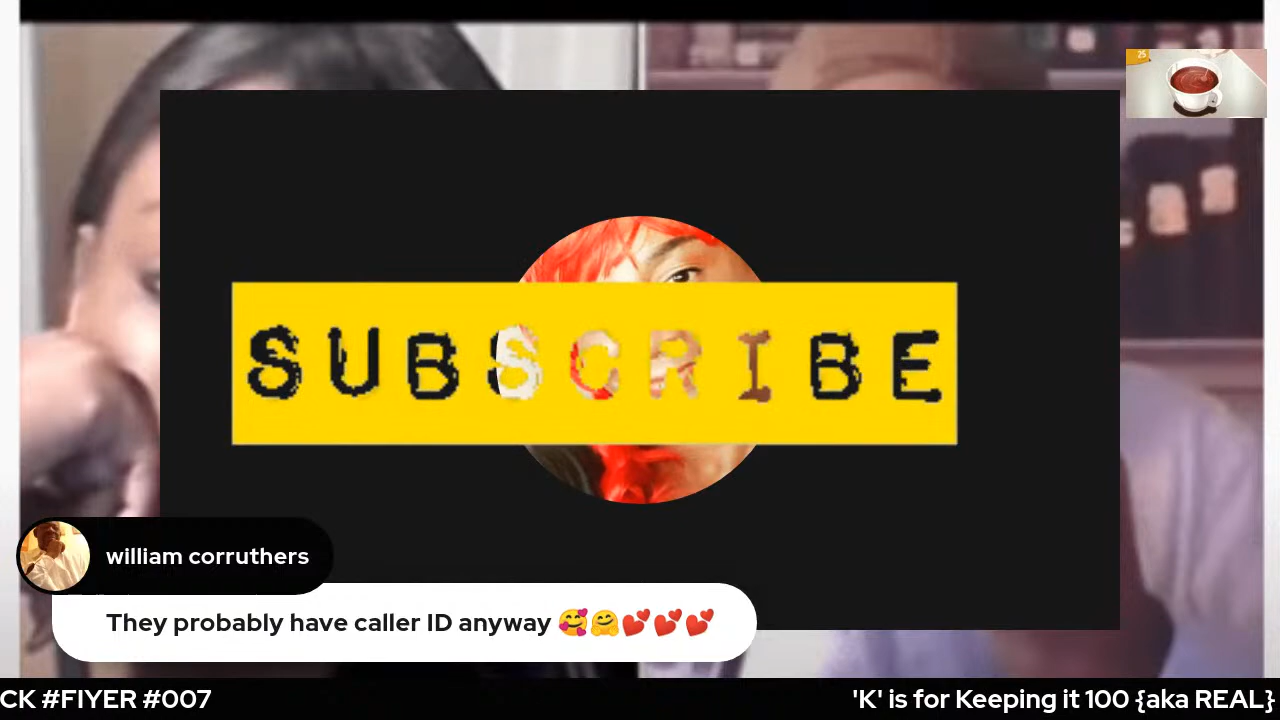 25
SUBSCRIBE
william corruthers
They probably have caller ID anyway 🥰🤗💕💕💕
CK #FIYER #007 'K' is for Keeping it 100 {aka REAL}